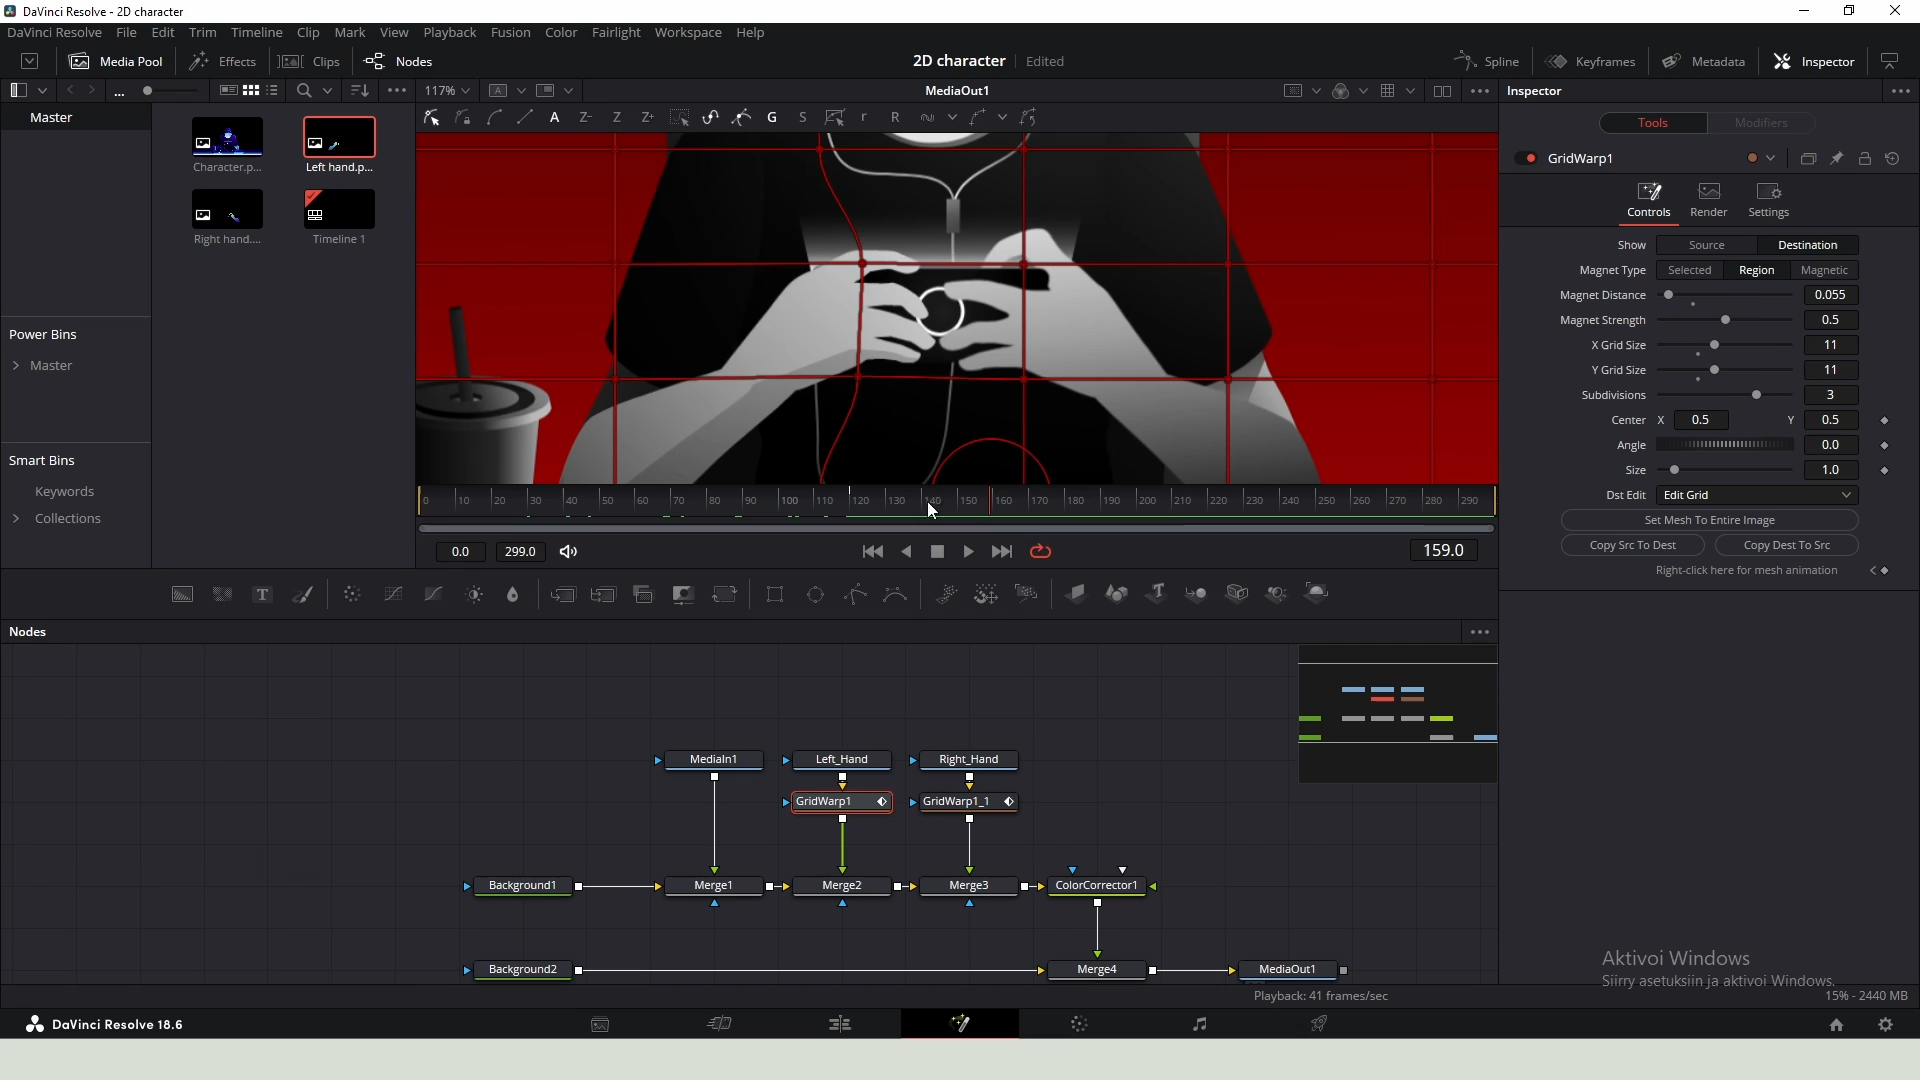 DaVinci Resolve - 2D character
DaVinci Resolve File Edit Trim Timeline Clip Mark View Playback Fusion Color Fairlight Workspace Help
Media Pool Effects Clips Nodes 2D character Edited Spline Keyframes Metadata Inspector
... 117% A MediaOut1 Inspector
Master
A Z- Z Z+ G S r R
Tools Modifiers
Character.p... Left hand.p...
Right hand.... Timeline 1
GridWarp1
Controls Render Settings
Show Source Destination
Magnet Type Selected Region Magnetic
Magnet Distance 0.055
Magnet Strength 0.5
X Grid Size 11
Y Grid Size 11
Subdivisions 3
Center X 0.5 Y 0.5
Angle 0.0
Size 1.0
Dst Edit Edit Grid
Set Mesh To Entire Image
Copy Src To Dest Copy Dest To Src
Right-click here for mesh animation
Power Bins
Master
Smart Bins
Keywords
Collections
0 10 20 30 40 50 60 70 80 90 100 110 120 130 140 150 160 170 180 190 200 210 220 230 240 250 260 270 280 290
0.0 299.0 159.0
T T
Nodes
MediaIn1 Left_Hand Right_Hand
GridWarp1 GridWarp1_1
Background1 Merge1 Merge2 Merge3 ColorCorrector1
Background2 Merge4 MediaOut1
Aktivoi Windows
Siirry asetuksiin ja aktivoi Windows.
Playback: 41 frames/sec 15% - 2440 MB
DaVinci Resolve 18.6